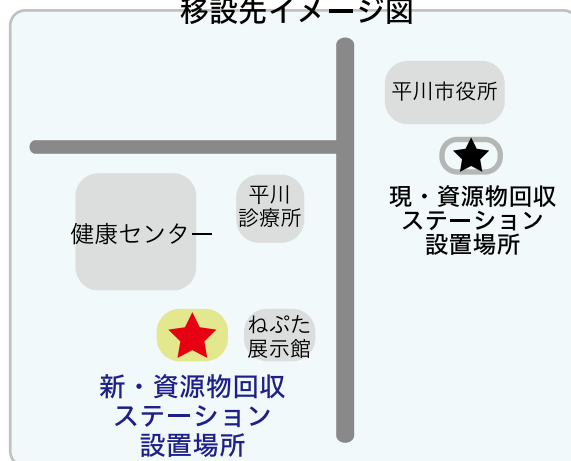 移設先イメージ図
平川市役所
現・資源物回収
ステーション
設置場所
平川
診療所
健康センター
ねぷた
展示館
新・資源物回収
ステーション
設置場所